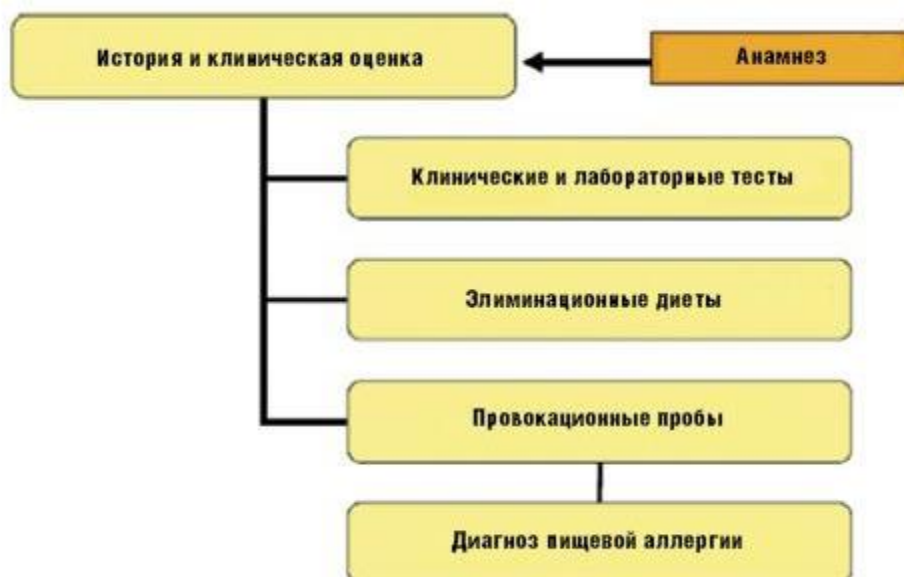 История и клиническая оценка
Анамнез
Клинические и лабораторные тесты
Элиминационные диеты
Провокационные пробы
Диагноз пищевой аллергии